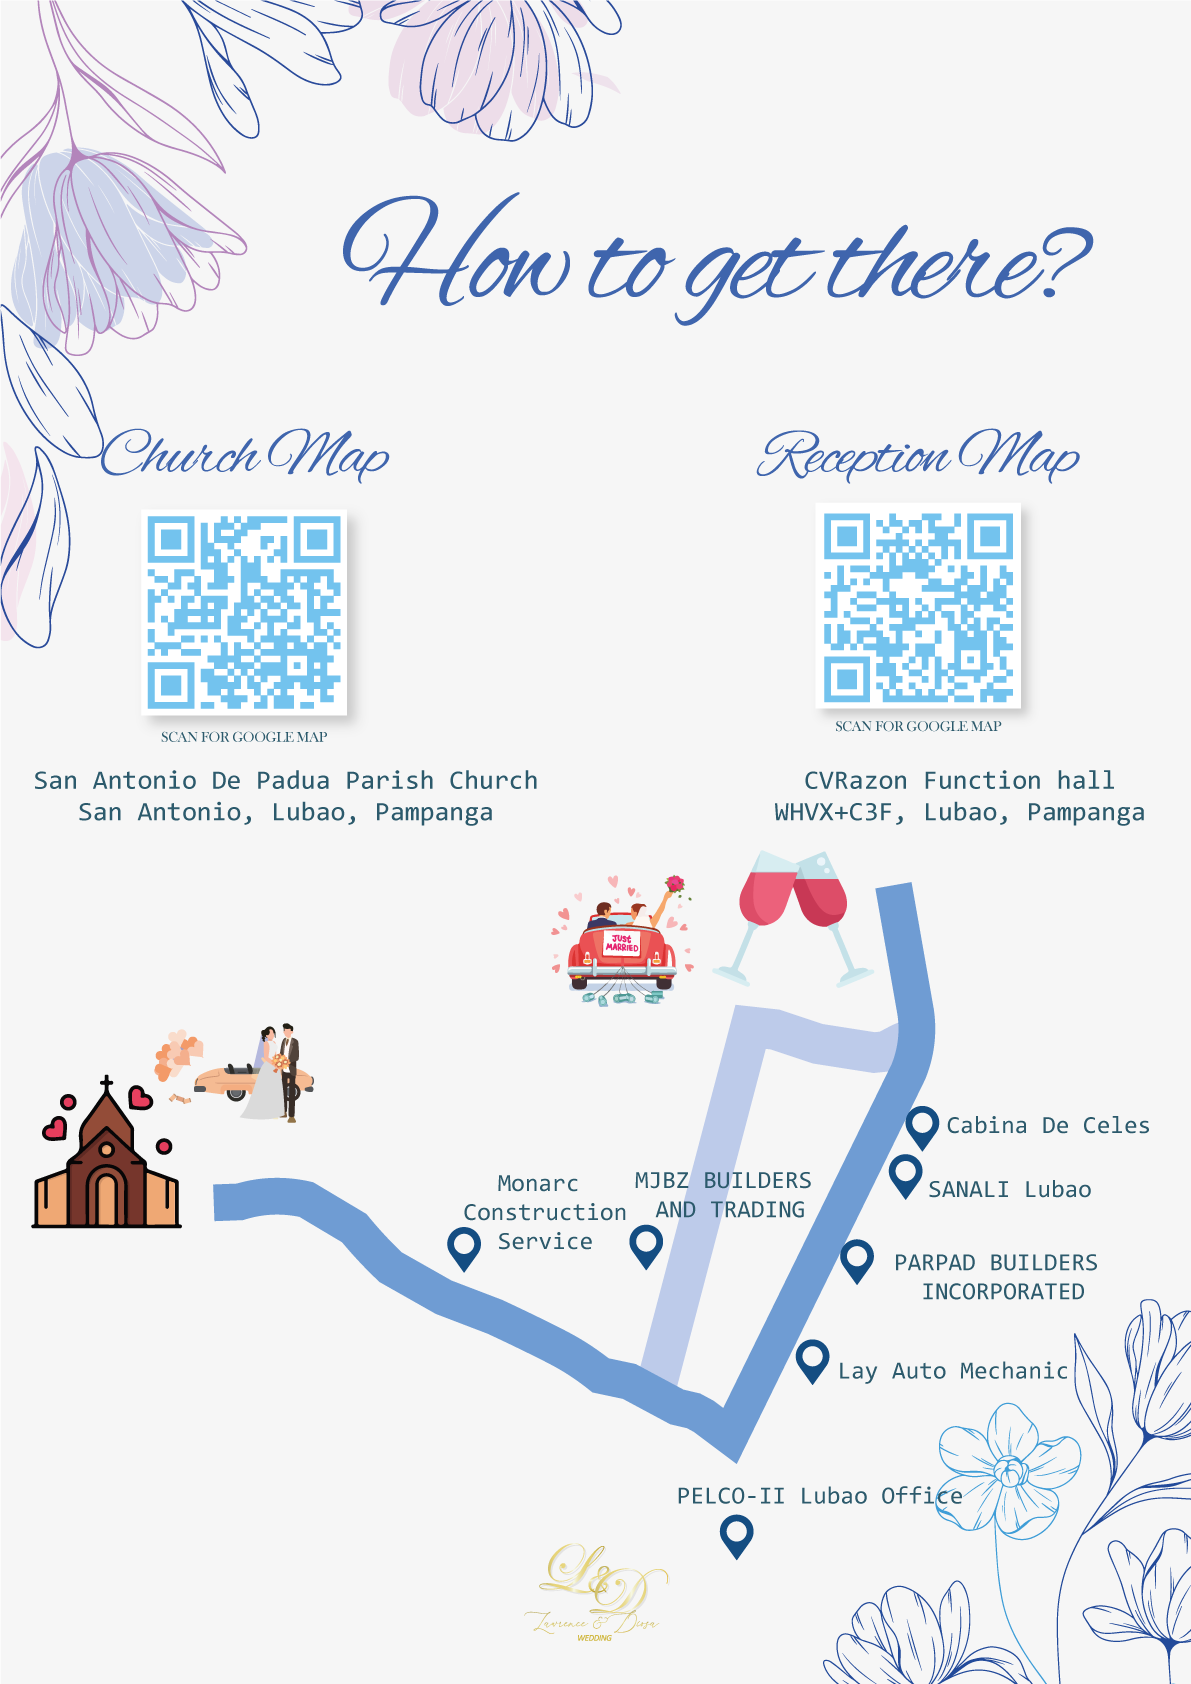 How to get there?
Church Map
Reception Map
SCAN FOR GOOGLE MAP
SCAN FOR GOOGLE MAP
San Antonio De Padua Parish Church
San Antonio, Lubao, Pampanga
CVRazon Function hall
WHVX+C3F, Lubao, Pampanga
JUST
MARRIED
Cabina De Celes
SANALI Lubao
Monarc
Construction
Service
MJBZ BUILDERS
AND TRADING
PARPAD BUILDERS
INCORPORATED
Lay Auto Mechanic
PELCO-II Lubao Office
L&D
Lawrence & Diosa
WEDDING